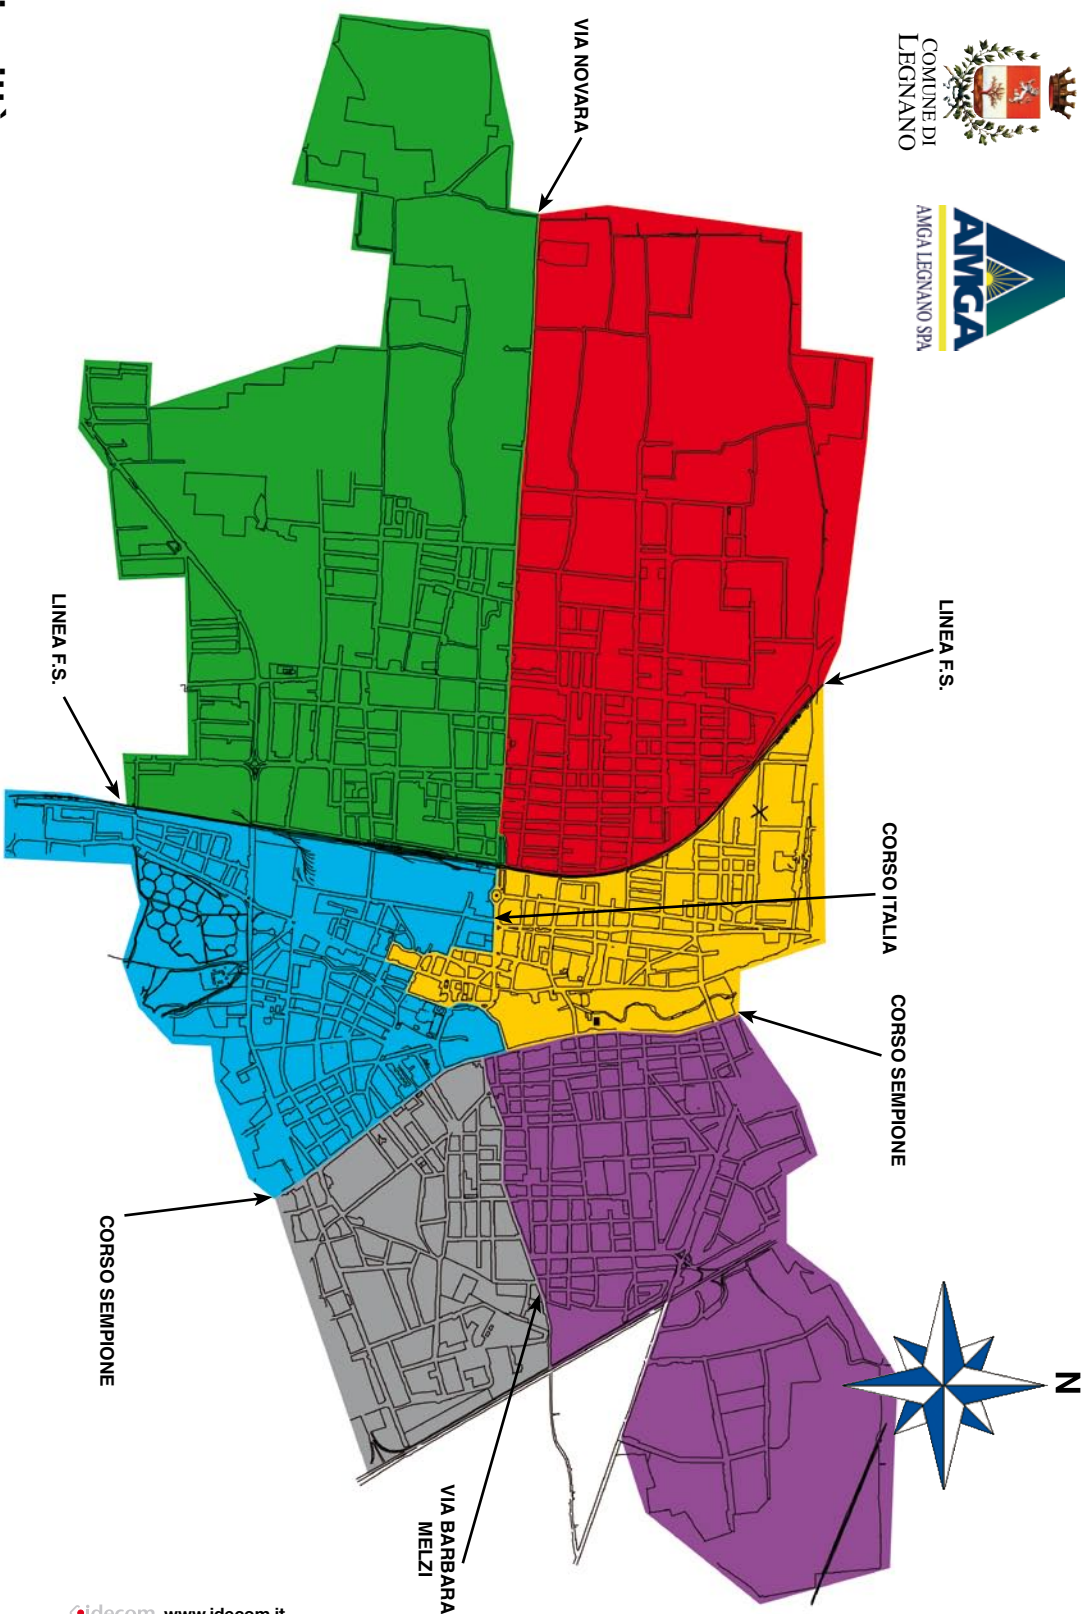 COMUNE DI
LEGNANO
AMGA
AMGA LEGNANO SPA
VIA NOVARA
LINEA F.S.
CORSO ITALIA
CORSO SEMPIONE
N
LINEA F.S.
CORSO SEMPIONE
VIA BARBARA
MELZI
idecom www.idecom.it